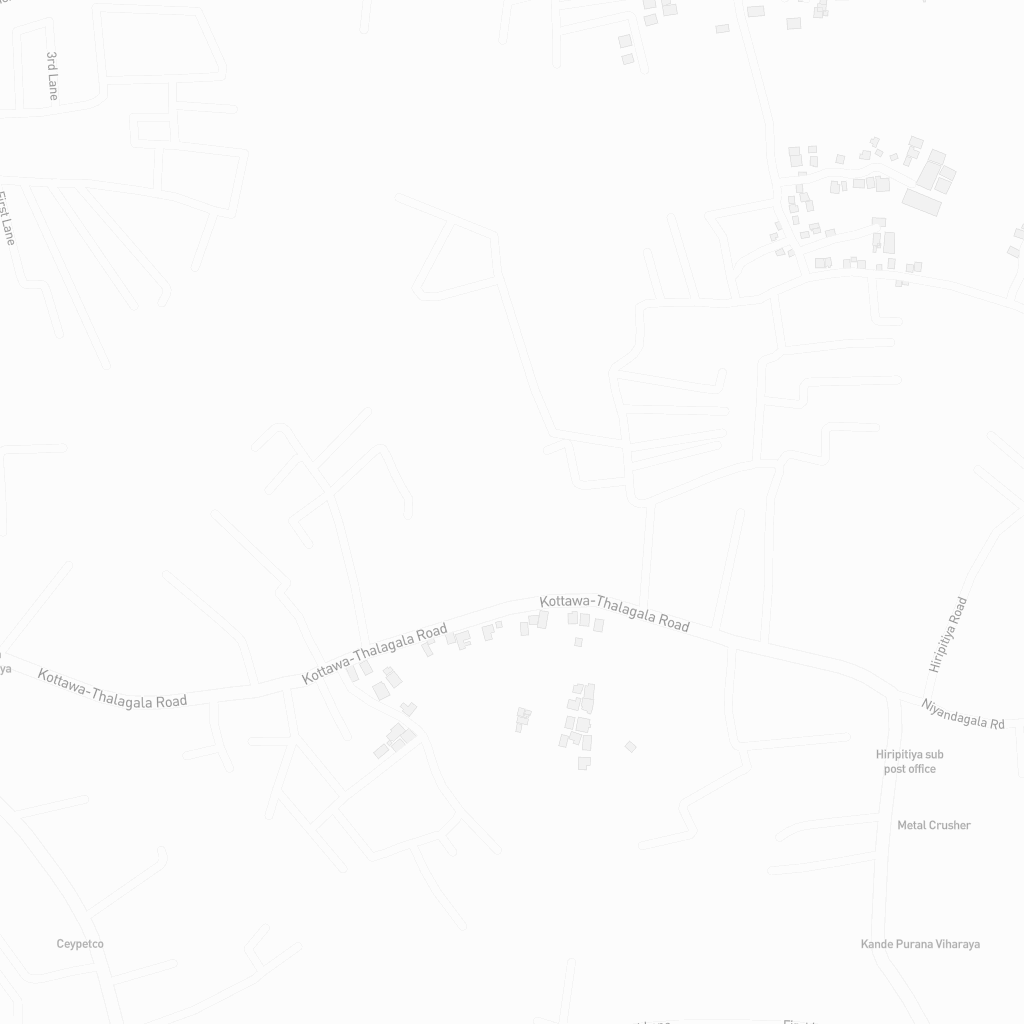 3rd Lane
First Lane
Kottawa-Thalagala Road
Kottawa-Thalagala Road
Kottawa-Thalagala Road
Hiripitiya Road
Niyandagala Rd
Hiripitiya sub
post office
Metal Crusher
Ceypetco
Kande Purana Viharaya